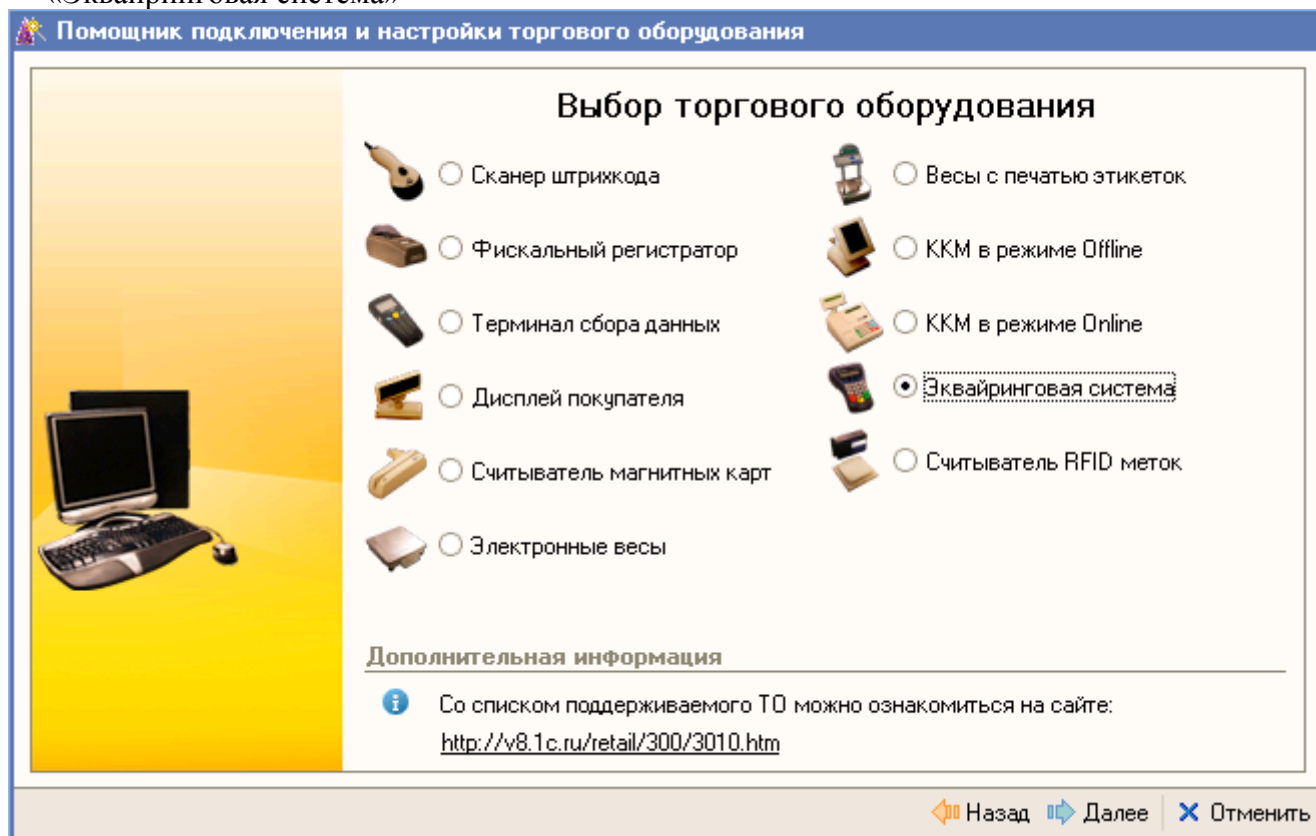 «Эквайринговая система»
Помощник подключения и настройки торгового оборудования
Выбор торгового оборудования
Сканер штрихкода
Фискальный регистратор
Терминал сбора данных
Дисплей покупателя
Считыватель магнитных карт
Электронные весы
Весы с печатью этикеток
ККМ в режиме Offline
ККМ в режиме Online
Эквайринговая система
Считыватель RFID меток
Дополнительная информация
Со списком поддерживаемого ТО можно ознакомиться на сайте:
http://v8.1c.ru/retail/300/3010.htm
Назад Далее Отменить